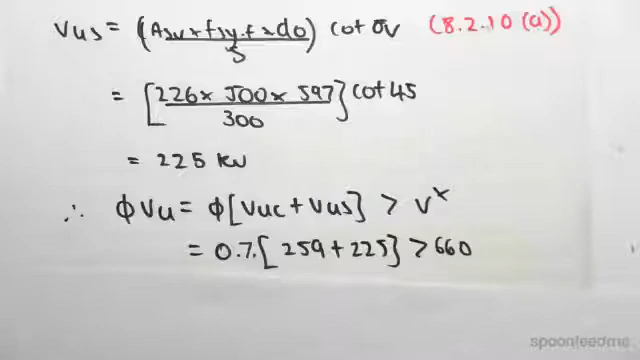 Vus = (Asv x fsy.f x do / s) cot θv (8.2.10 (a))
= [226 x 500 x 597 / 300] cot 45
= 225 kN
∴ ϕVu = ϕ[Vuc + Vus] > V*
= 0.7.[259 + 225] > 660
spoonfeedme